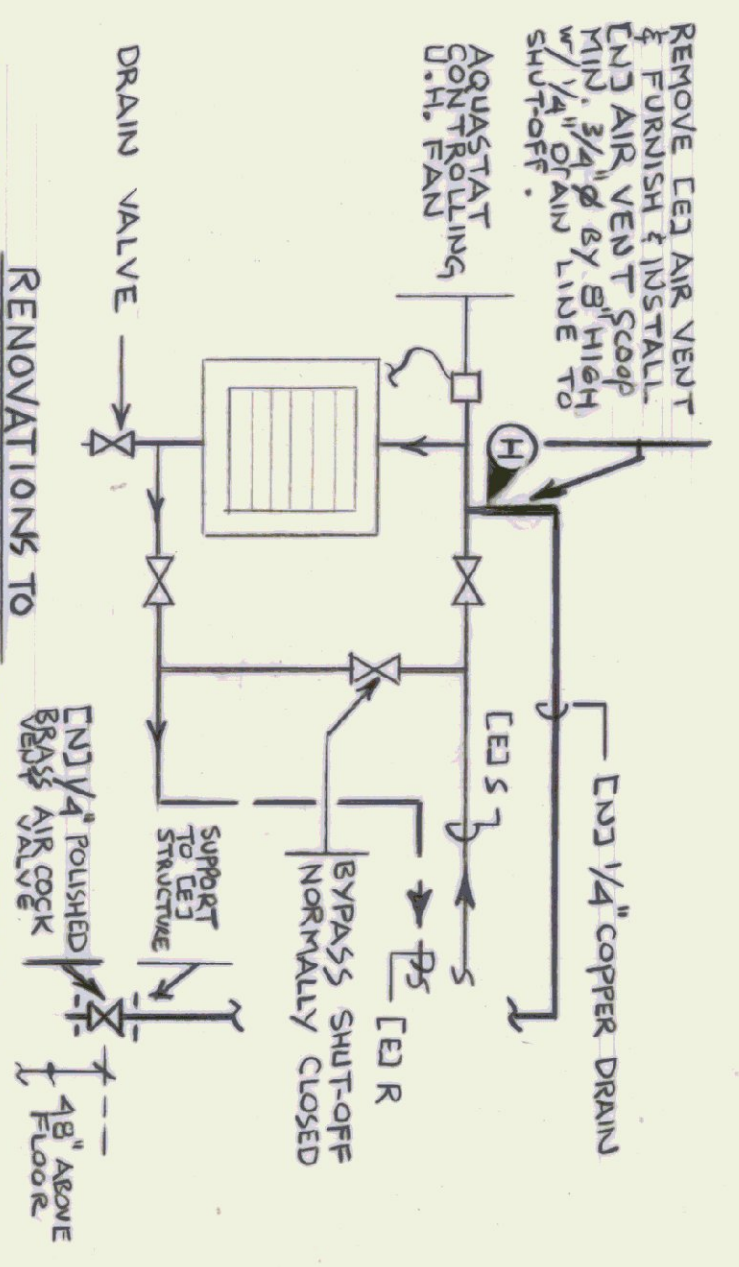 REMOVE [E] AIR VENT
& FURNISH & INSTALL
[N] AIR VENT SCOOP
MIN. 3/4"Ø BY 8" HIGH
W/ 1/4" DRAIN LINE TO
SHUT-OFF.
AQUASTAT
CONTROLLING
U.H. FAN
DRAIN VALVE
H
[N] 1/4" COPPER DRAIN
[E] S
S
[E] R
BYPASS SHUT-OFF
NORMALLY CLOSED
SUPPORT
TO [E]
STRUCTURE
[N] 1/4" POLISHED
BRASS AIR COCK
VENT VALVE
48" ABOVE
FLOOR
RENOVATIONS TO